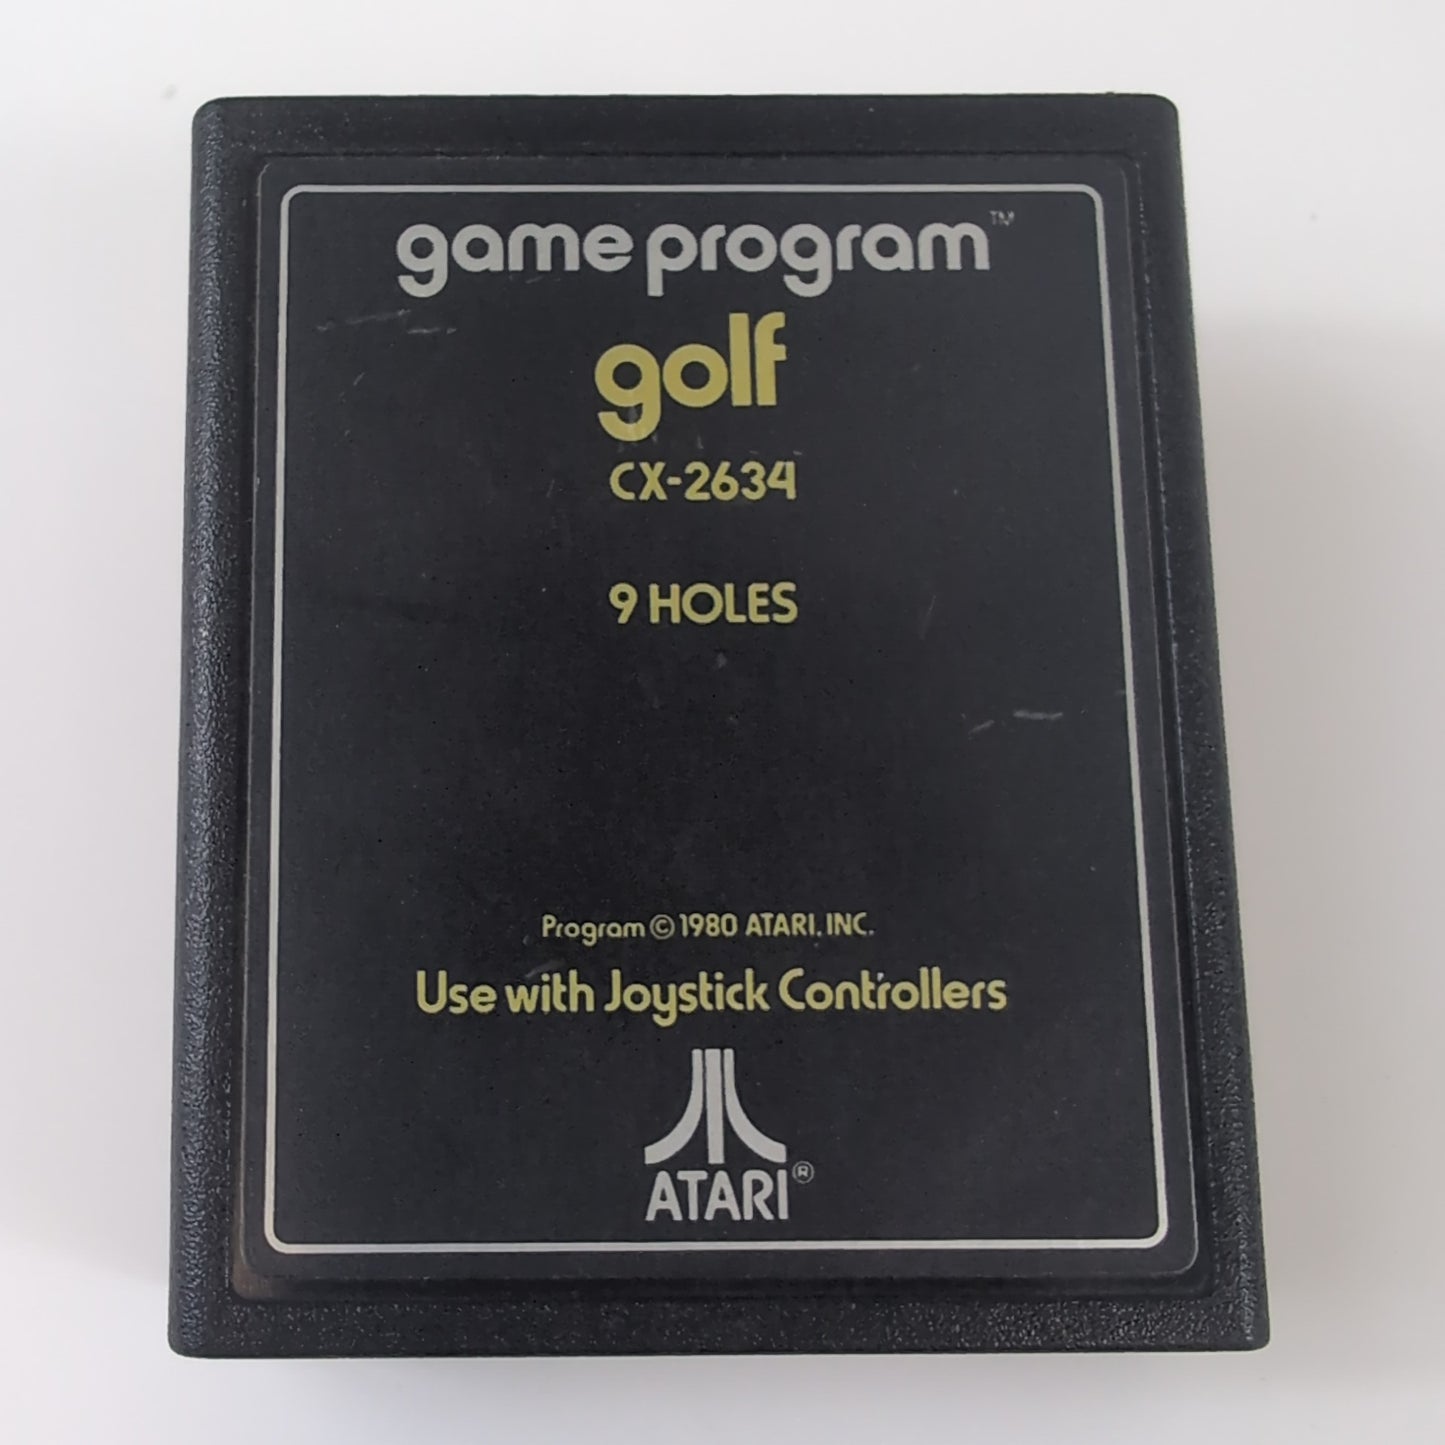 game program™
golf
CX-2634
9 HOLES
Program © 1980 ATARI, INC.
Use with Joystick Controllers
ATARI®